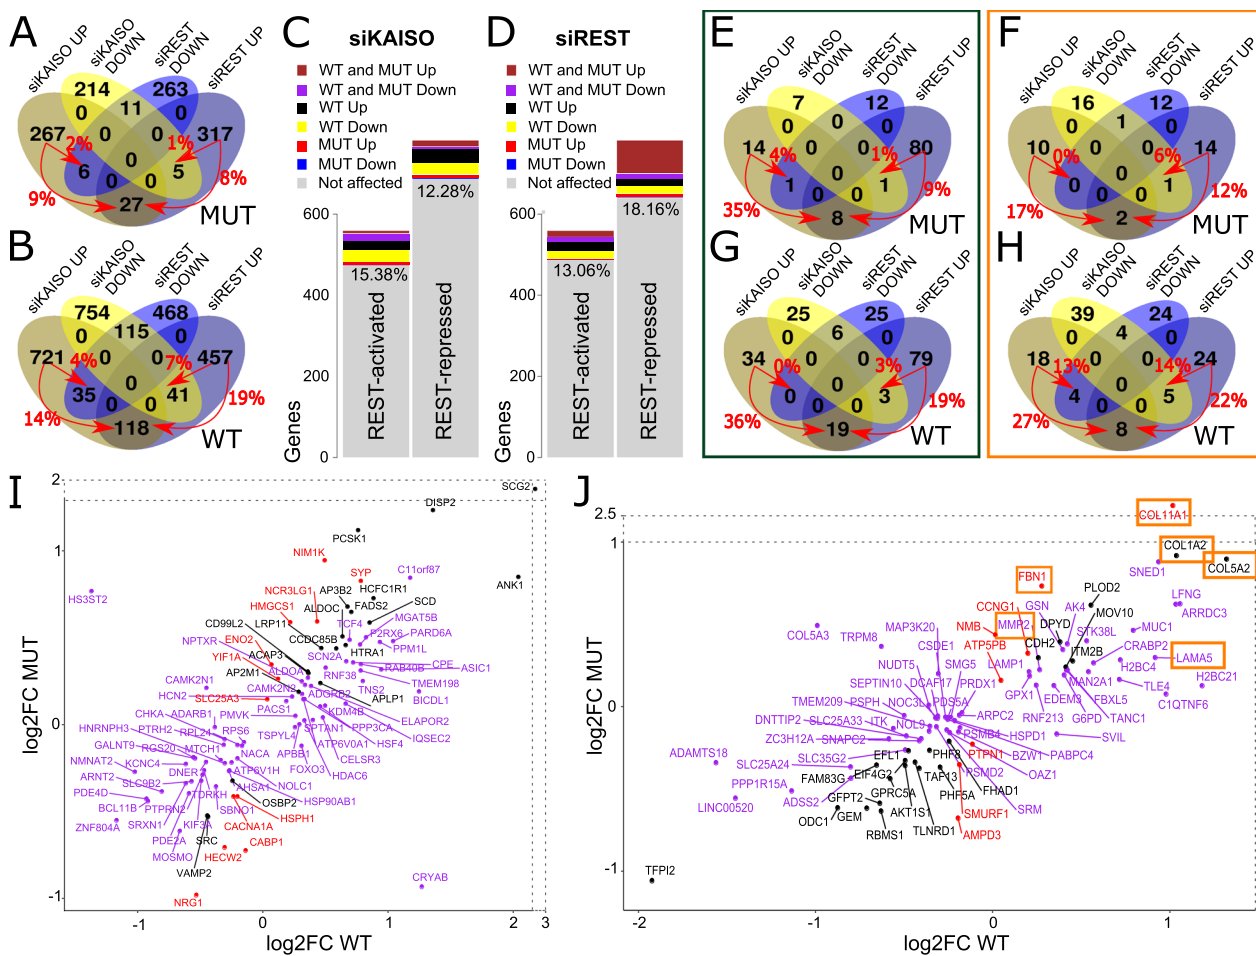 A
siKAISO UP
siKAISO DOWN
siREST DOWN
siREST UP
214
263
11
0
0
267
317
2%
0
0
1%
0
6
5
0
0
9%
27
8%
MUT
B
siKAISO UP
siKAISO DOWN
siREST DOWN
siREST UP
754
468
115
0
0
721
457
4%
0
0
7%
0
35
41
0
0
14%
118
19%
WT
C
siKAISO
WT and MUT Up
WT and MUT Down
WT Up
WT Down
MUT Up
MUT Down
Not affected
600
400
200
0
Genes
15.38%
12.28%
REST-activated
REST-repressed
D
siREST
WT and MUT Up
WT and MUT Down
WT Up
WT Down
MUT Up
MUT Down
Not affected
600
400
200
0
Genes
13.06%
18.16%
REST-activated
REST-repressed
E
siKAISO UP
siKAISO DOWN
siREST DOWN
siREST UP
7
12
1
0
0
14
80
4%
0
0
1%
0
1
1
0
0
35%
8
9%
MUT
F
siKAISO UP
siKAISO DOWN
siREST DOWN
siREST UP
16
12
1
0
0
10
14
0%
0
0
6%
0
0
1
0
0
17%
2
12%
MUT
G
siKAISO UP
siKAISO DOWN
siREST DOWN
siREST UP
25
25
6
0
0
34
79
0%
0
0
3%
0
0
3
0
0
36%
19
19%
WT
H
siKAISO UP
siKAISO DOWN
siREST DOWN
siREST UP
39
24
4
0
0
18
24
13%
0
0
14%
0
4
5
0
0
27%
8
22%
WT
I
2
1
0
-1
log2FC MUT
-1
0
1
2
3
log2FC WT
SCG2
DISP2
PCSK1
NIM1K
SYP
C11orf87
ANK1
HS3ST2
NCR3LG1
AP3B2
HCFC1R1
HMGCS1
ALDOC
FADS2
SCD
CD99L2
LRP11
TCF4
MGAT5B
NPTXR
ENO2
CCDC85B
P2RX6
PARD6A
YIF1A
ACAP3
SCN2A
HTRA1
PPM1L
AP2M1
ALDOA
RNF38
RAB40B
CPE
ASIC1
CAMK2N1
CAMK2N2
TNS2
TMEM198
HCN2
SLC25A3
ADGRB2
APLP1
BICDL1
CHKA
ADARB1
PACS1
KDM4B
ELAPOR2
HNRNPH3
PTRH2
PMVK
SPTAN1
PPP3CA
IQSEC2
RPL24
RPS6
TSPYL4
ATP6V0A1
HSF4
GALNT9
RGS20
MTCH1
NACA
APBB1
CELSR3
NMNAT2
KCNC4
FOXO3
ARNT2
DNER
ATP6V1H
HDAC6
SLC9B2
AHSA1
NOLC1
PDE4D
TDRKH
HSP90AB1
BCL11B
PTPRN2
SBNO1
OSBP2
ZNF804A
SRXN1
KIF3A
HSPH1
PDE2A
SRC
CACNA1A
MOSMO
HECW2
CABP1
VAMP2
CRYAB
NRG1
J
2.5
1
0
-1
log2FC MUT
-2
-1
0
1
log2FC WT
COL11A1
COL1A2
COL5A2
SNED1
FBN1
PLOD2
LFNG
CCNG1
GSN
AK4
MOV10
ARRDC3
COL5A3
MAP3K20
NMB
MMP2
DPYD
STK38L
MUC1
TRPM8
CSDE1
ATP5PB
CDH2
ITM2B
CRABP2
NUDT5
SMG5
LAMP1
H2BC4
LAMA5
SEPTIN10
DCAF17
PRDX1
MAN2A1
TLE4
H2BC21
TMEM209
PSPH
NOC3L
PDS5A
GPX1
EDEM3
FBXL5
C1QTNF6
DNTTIP2
SLC25A33
ITK
NOL9
ARPC2
RNF213
G6PD
TANC1
ZC3H12A
SNAPC2
PSMB4
HSPD1
SVIL
ADAMTS18
SLC35G2
EFL1
PHF8
PTPN1
BZW1
PABPC4
SLC25A24
PSMD2
OAZ1
PPP1R15A
FAM83G
EIF4G2
TAF13
FHAD1
LINC00520
ADSS2
GPRC5A
PHF5A
SRM
GFPT2
AKT1S1
SMURF1
ODC1
GEM
TLNRD1
AMPD3
RBMS1
TFPI2